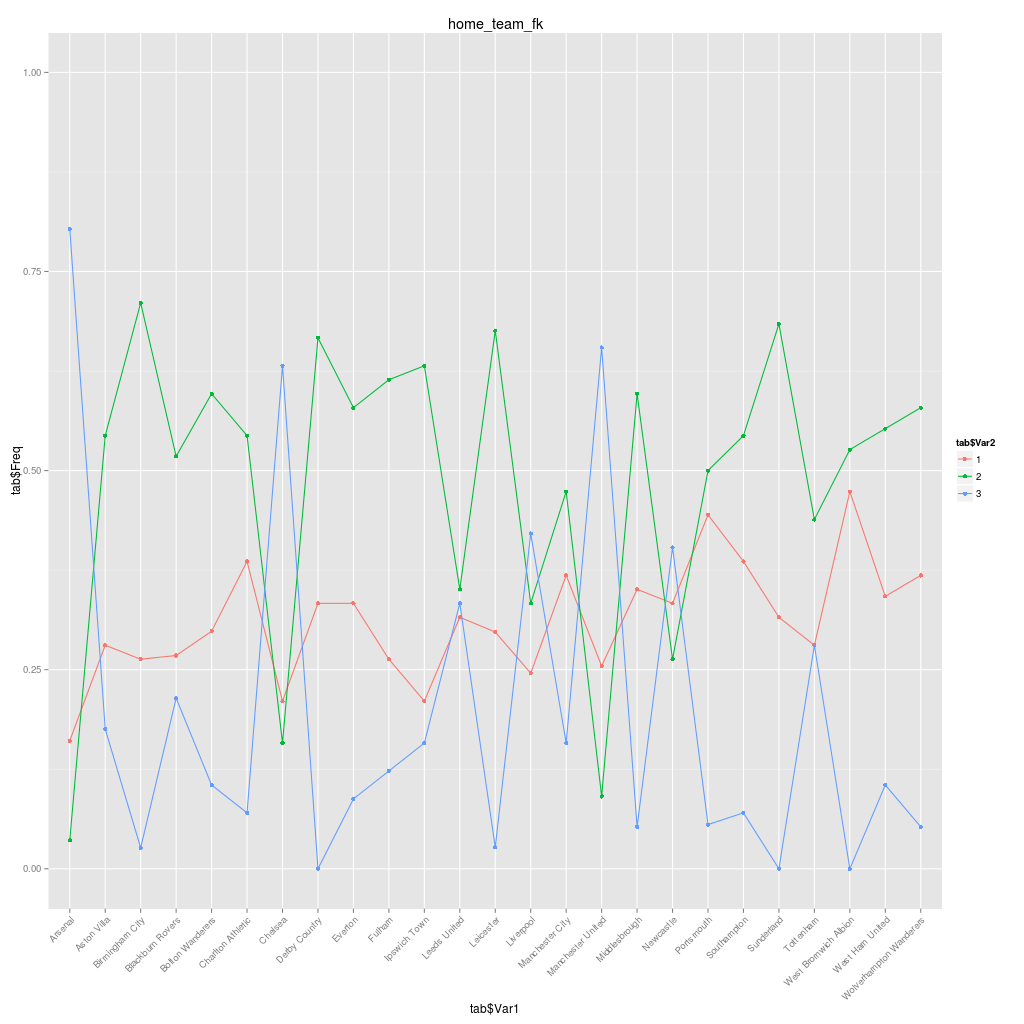 home_team_fk
1.00
0.75
0.50
0.25
0.00
tab$Freq
Arsenal
Aston Villa
Birmingham City
Blackburn Rovers
Bolton Wanderers
Charlton Athletic
Chelsea
Derby County
Everton
Fulham
Ipswich Town
Leeds United
Leicester
Liverpool
Manchester City
Manchester United
Middlesbrough
Newcastle
Portsmouth
Southampton
Sunderland
Tottenham
West Bromwich Albion
West Ham United
Wolverhampton Wanderers
tab$Var1
tab$Var2
1
2
3